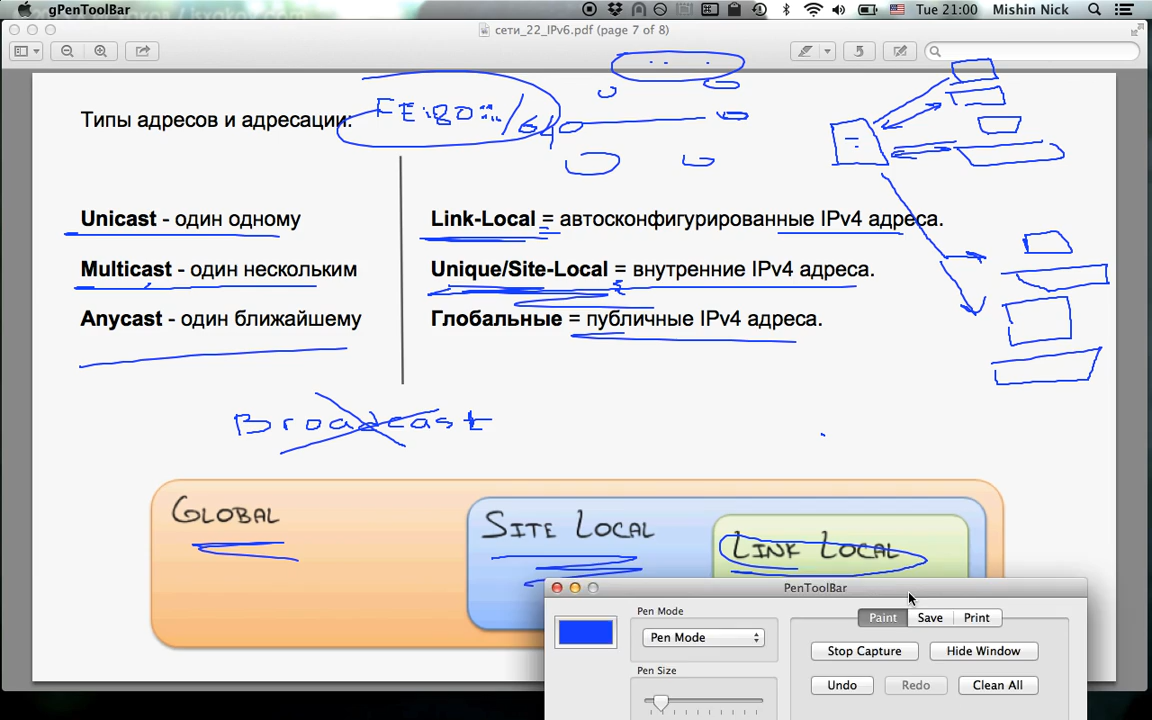 gPenToolBar Tue 21:00 Mishin Nick
сети_22_IPv6.pdf (page 7 of 8)
Типы адресов и адресации:
FE80::/64
Unicast - один одному
Multicast - один нескольким
Anycast - один ближайшему
Link-Local = автосконфигурированные IPv4 адреса.
Unique/Site-Local = внутренние IPv4 адреса.
Глобальные = публичные IPv4 адреса.
Broadcast
GLOBAL
SITE LOCAL
LINK LOCAL
PenToolBar
Pen Mode
Pen Mode
Pen Size
Paint Save Print
Stop Capture Hide Window
Undo Redo Clean All